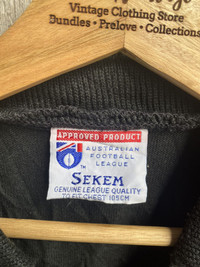 Vintage Clothing Store
Bundles • Prelove • Collections
APPROVED PRODUCT
AUSTRALIAN
FOOTBALL
LEAGUE
TM
SEKEM
GENUINE LEAGUE QUALITY
TO FIT CHEST 105CM